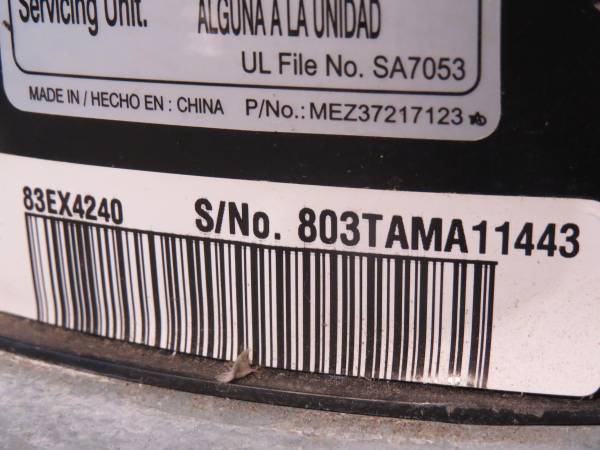 Servicing Unit.
ALGUNA A LA UNIDAD
UL File No. SA7053
MADE IN / HECHO EN : CHINA P/No.: MEZ37217123
83EX4240 S/No. 803TAMA11443